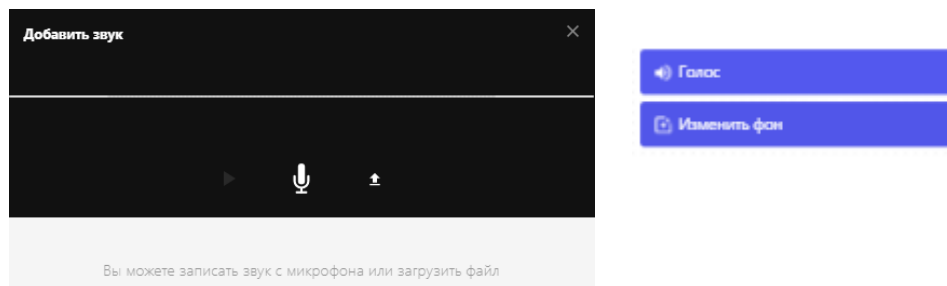 Добавить звук
Голос
Изменить фон
Вы можете записать звук с микрофона или загрузить файл